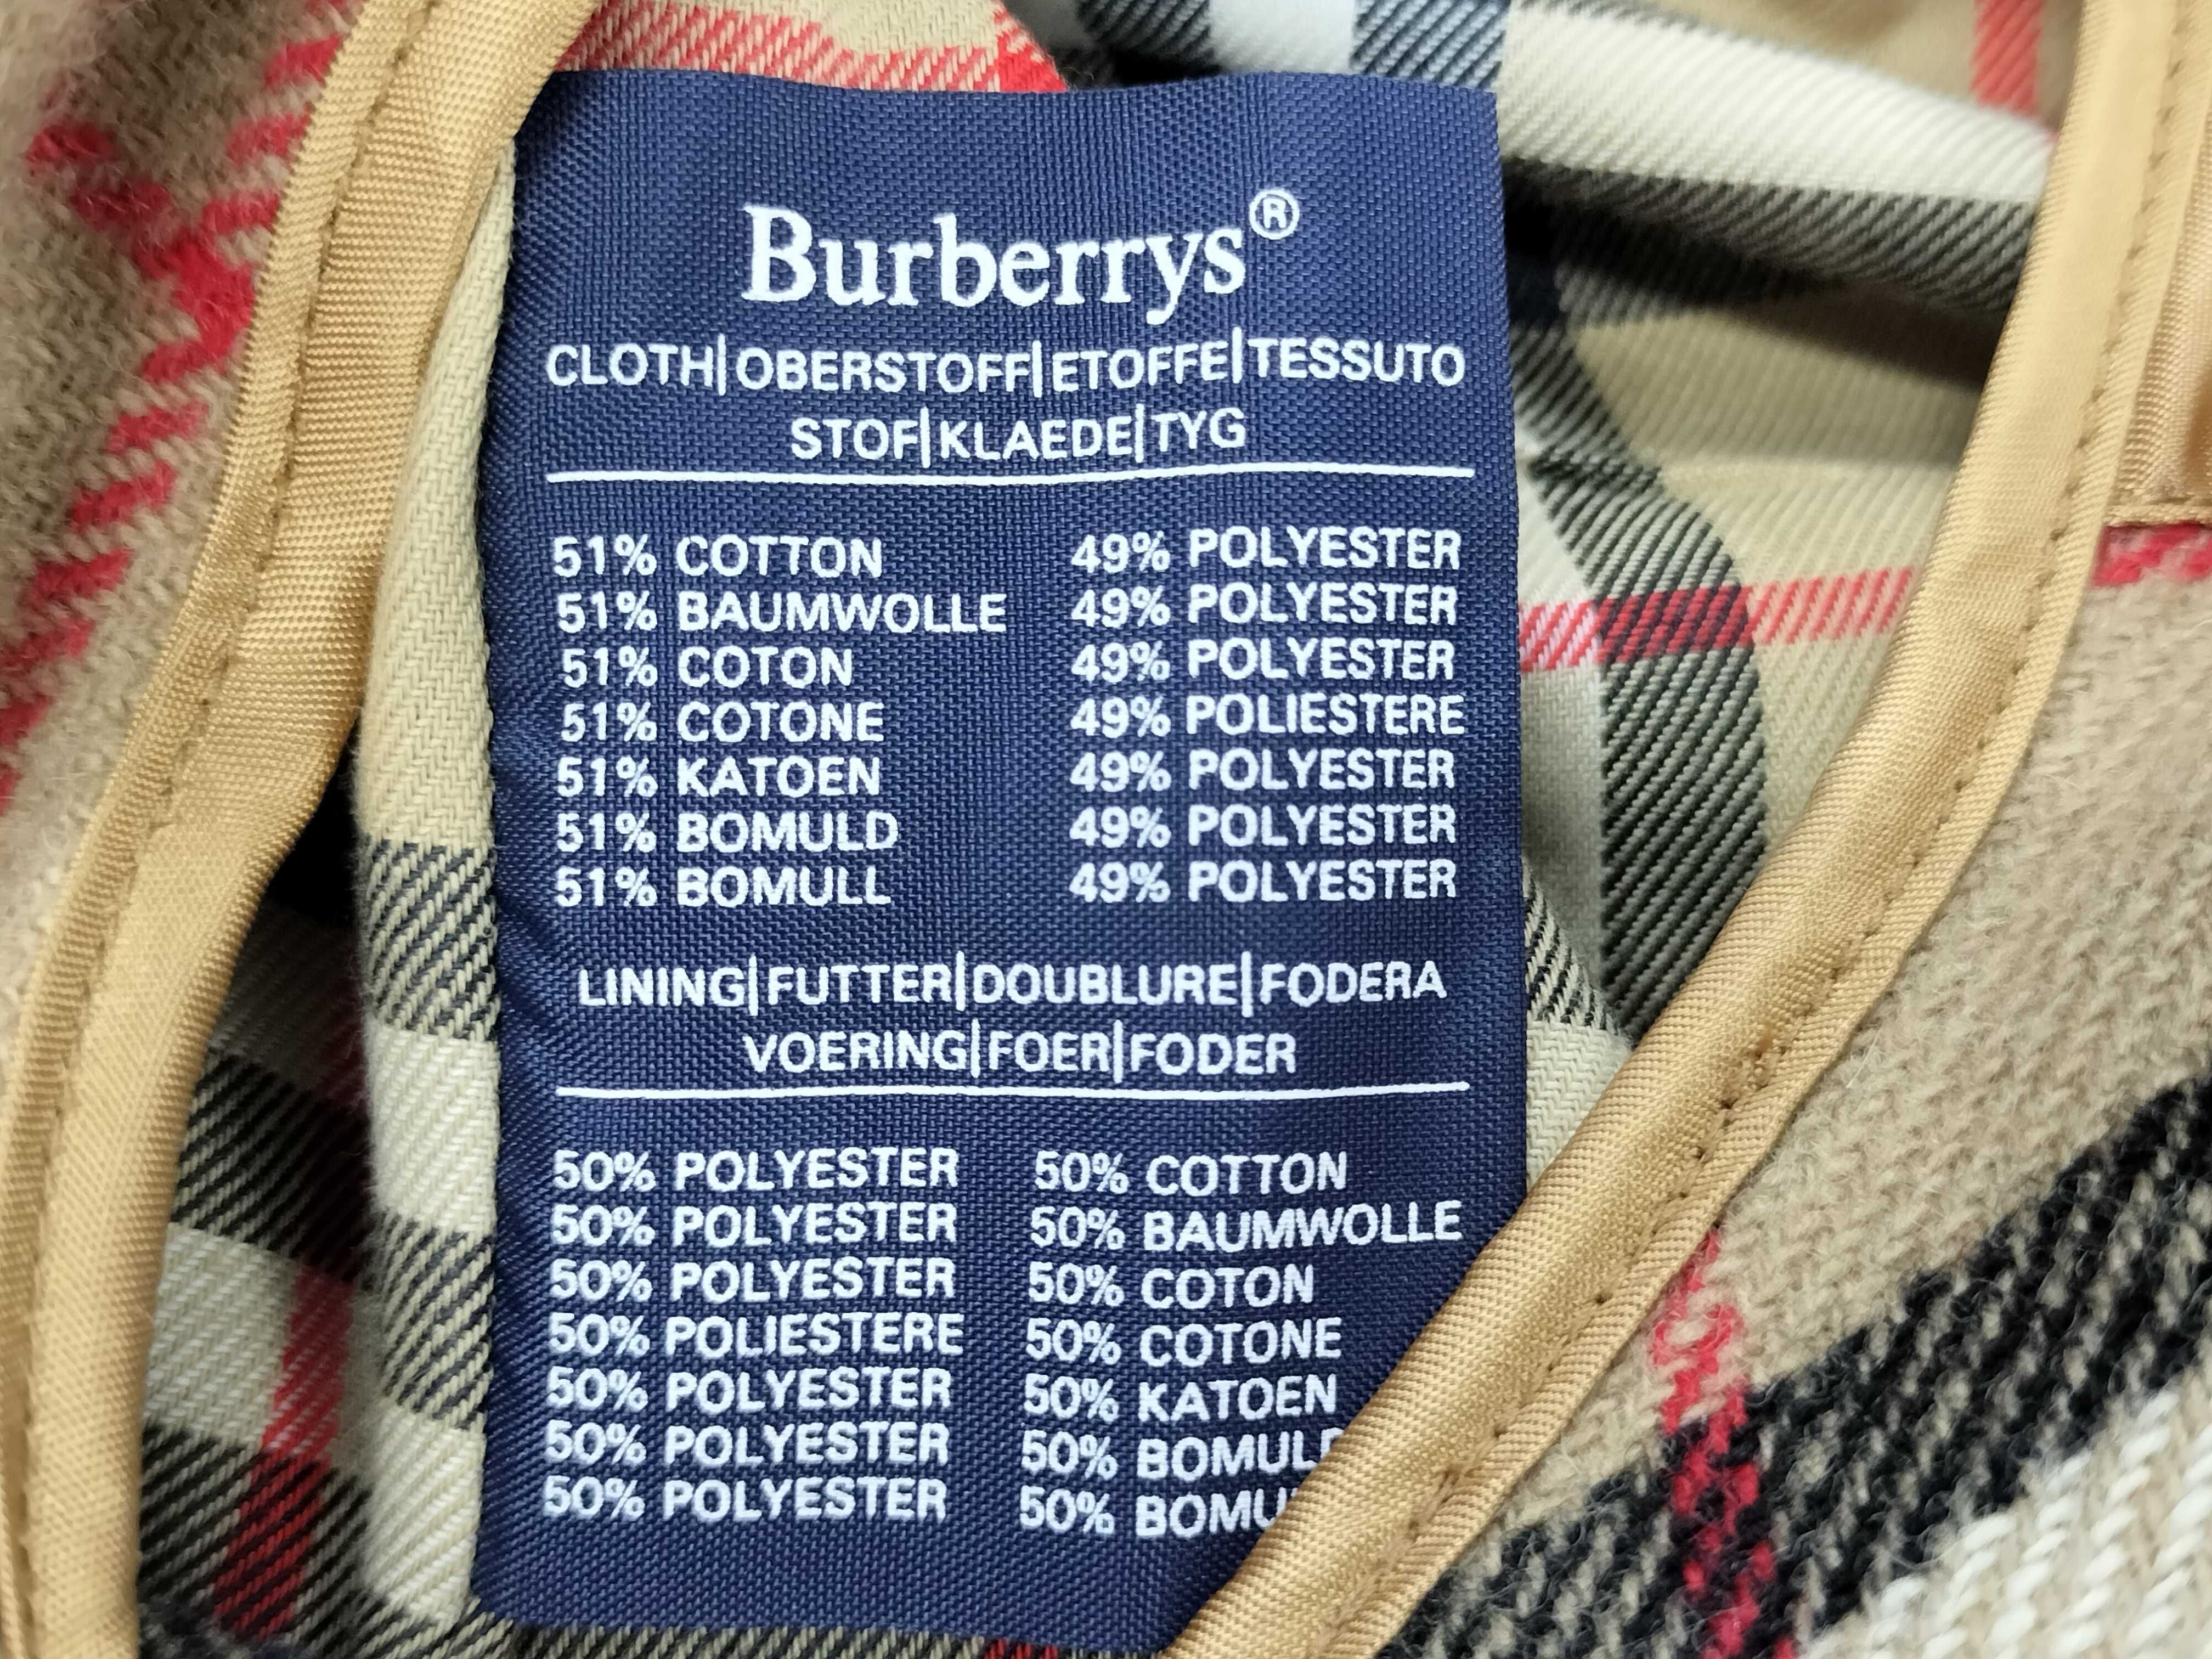 Burberrys®
CLOTH|OBERSTOFF|ETOFFE|TESSUTO
STOF|KLAEDE|TYG
51% COTTON 49% POLYESTER
51% BAUMWOLLE 49% POLYESTER
51% COTON 49% POLYESTER
51% COTONE 49% POLIESTERE
51% KATOEN 49% POLYESTER
51% BOMULD 49% POLYESTER
51% BOMULL 49% POLYESTER
LINING|FUTTER|DOUBLURE|FODERA
VOERING|FOER|FODER
50% POLYESTER 50% COTTON
50% POLYESTER 50% BAUMWOLLE
50% POLYESTER 50% COTON
50% POLIESTERE 50% COTONE
50% POLYESTER 50% KATOEN
50% POLYESTER 50% BOMULD
50% POLYESTER 50%